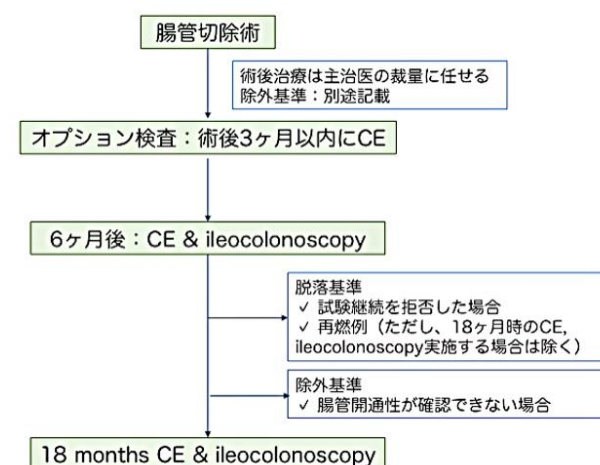 腸管切除術
術後治療は主治医の裁量に任せる
除外基準：別途記載
オプション検査：術後3ヶ月以内にCE
6ヶ月後：CE & ileocolonoscopy
脱落基準
✓ 試験継続を拒否した場合
✓ 再燃例（ただし、18ヶ月時のCE,
ileocolonoscopy実施する場合は除く）
除外基準
✓ 腸管開通性が確認できない場合
18 months CE & ileocolonoscopy